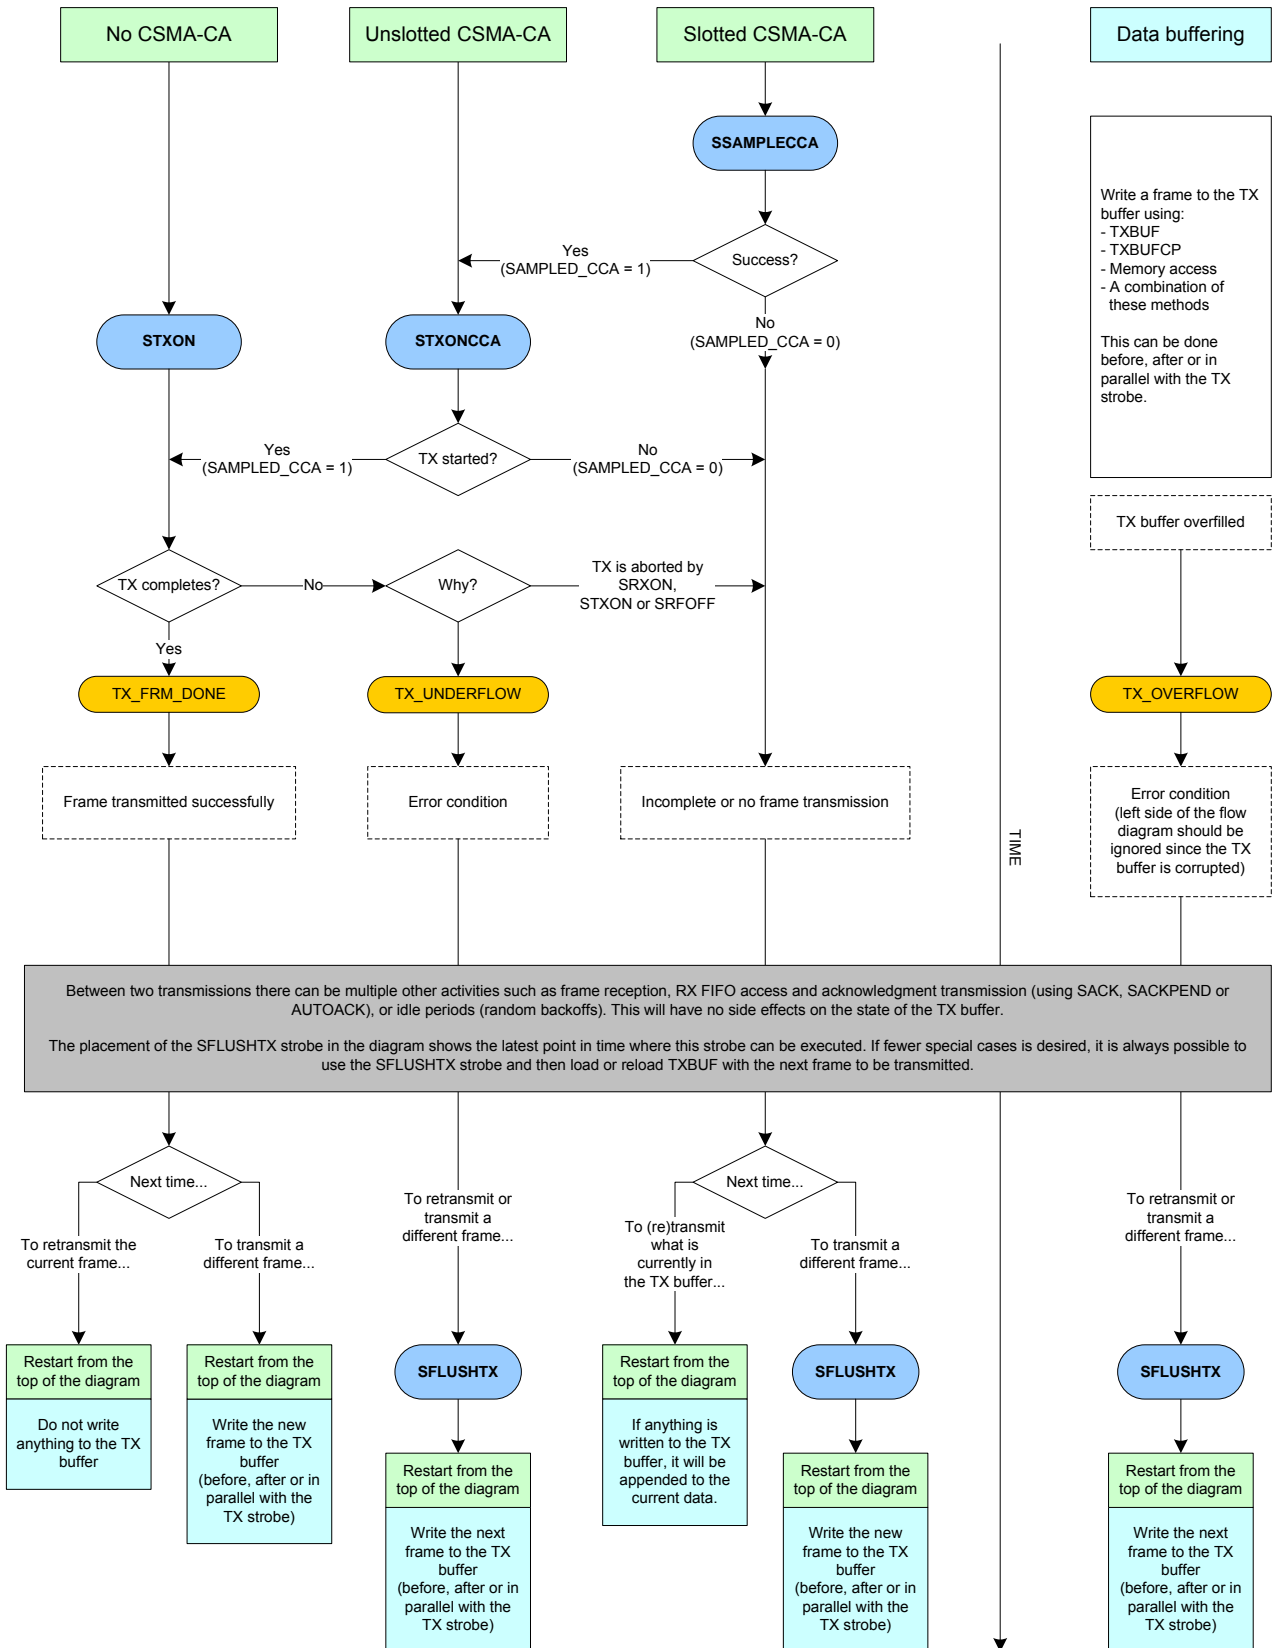 No CSMA-CA
Unslotted CSMA-CA
Slotted CSMA-CA
Data buffering
SSAMPLECCA
Write a frame to the TX
buffer using:
- TXBUF
- TXBUFCP
- Memory access
- A combination of
these methods
This can be done
before, after or in
parallel with the TX
strobe.
Yes
(SAMPLED_CCA = 1)
Success?
No
(SAMPLED_CCA = 0)
STXON
STXONCCA
Yes
(SAMPLED_CCA = 1)
TX started?
No
(SAMPLED_CCA = 0)
TX buffer overfilled
TX completes?
No
Why?
TX is aborted by
SRXON,
STXON or SRFOFF
Yes
TX_FRM_DONE
TX_UNDERFLOW
TX_OVERFLOW
Frame transmitted successfully
Error condition
Incomplete or no frame transmission
TIME
Error condition
(left side of the flow
diagram should be
ignored since the TX
buffer is corrupted)
Between two transmissions there can be multiple other activities such as frame reception, RX FIFO access and acknowledgment transmission (using SACK, SACKPEND or
AUTOACK), or idle periods (random backoffs). This will have no side effects on the state of the TX buffer.
The placement of the SFLUSHTX strobe in the diagram shows the latest point in time where this strobe can be executed. If fewer special cases is desired, it is always possible to
use the SFLUSHTX strobe and then load or reload TXBUF with the next frame to be transmitted.
Next time...
To retransmit the
current frame...
To transmit a
different frame...
To retransmit or
transmit a
different frame...
Next time...
To (re)transmit
what is
currently in
the TX buffer...
To transmit a
different frame...
To retransmit or
transmit a
different frame...
Restart from the
top of the diagram
Do not write
anything to the TX
buffer
Restart from the
top of the diagram
Write the new
frame to the TX
buffer
(before, after or in
parallel with the
TX strobe)
SFLUSHTX
Restart from the
top of the diagram
Write the next
frame to the TX
buffer
(before, after or in
parallel with the
TX strobe)
Restart from the
top of the diagram
If anything is
written to the TX
buffer, it will be
appended to the
current data.
SFLUSHTX
Restart from the
top of the diagram
Write the new
frame to the TX
buffer
(before, after or in
parallel with the
TX strobe)
SFLUSHTX
Restart from the
top of the diagram
Write the next
frame to the TX
buffer
(before, after or in
parallel with the
TX strobe)